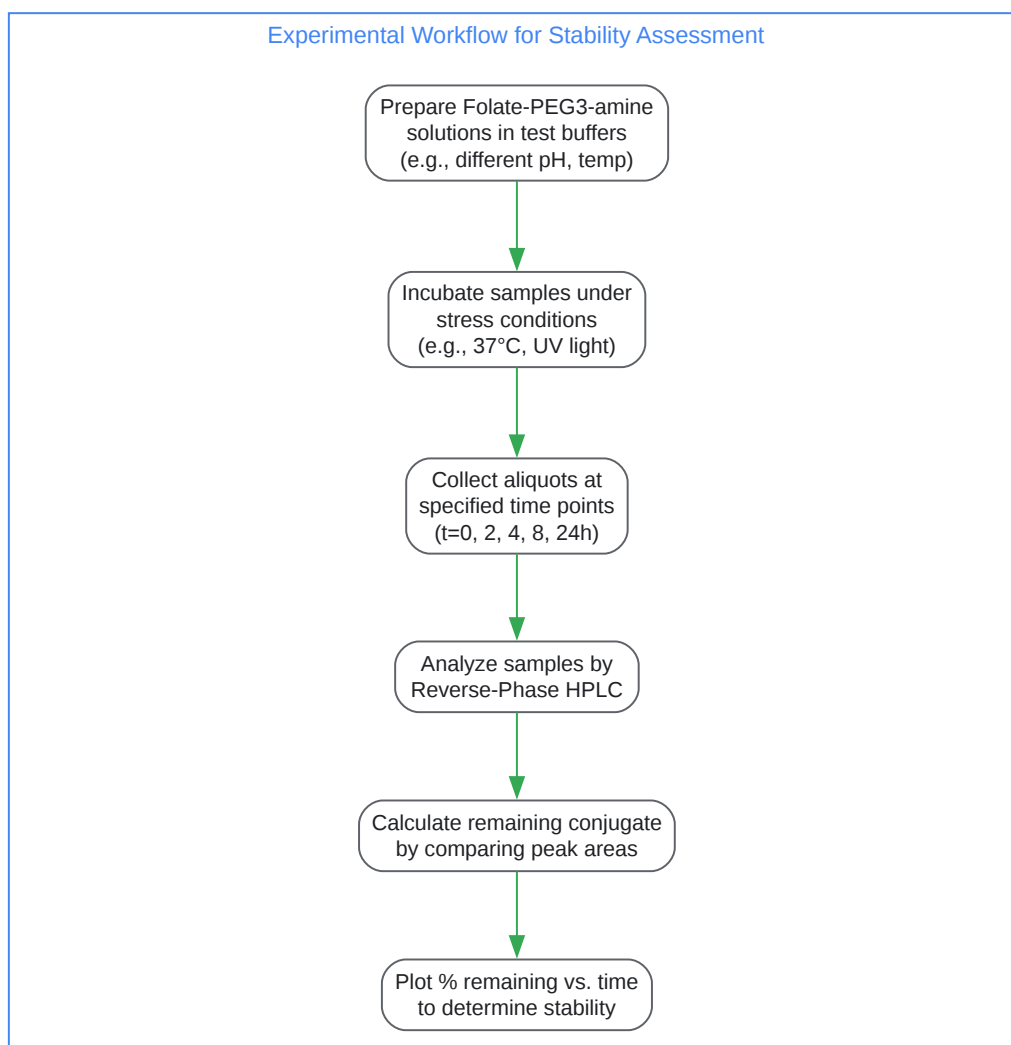 Experimental Workflow for Stability Assessment
Prepare Folate-PEG3-amine
solutions in test buffers
(e.g., different pH, temp)
Incubate samples under
stress conditions
(e.g., 37°C, UV light)
Collect aliquots at
specified time points
(t=0, 2, 4, 8, 24h)
Analyze samples by
Reverse-Phase HPLC
Calculate remaining conjugate
by comparing peak areas
Plot % remaining vs. time
to determine stability